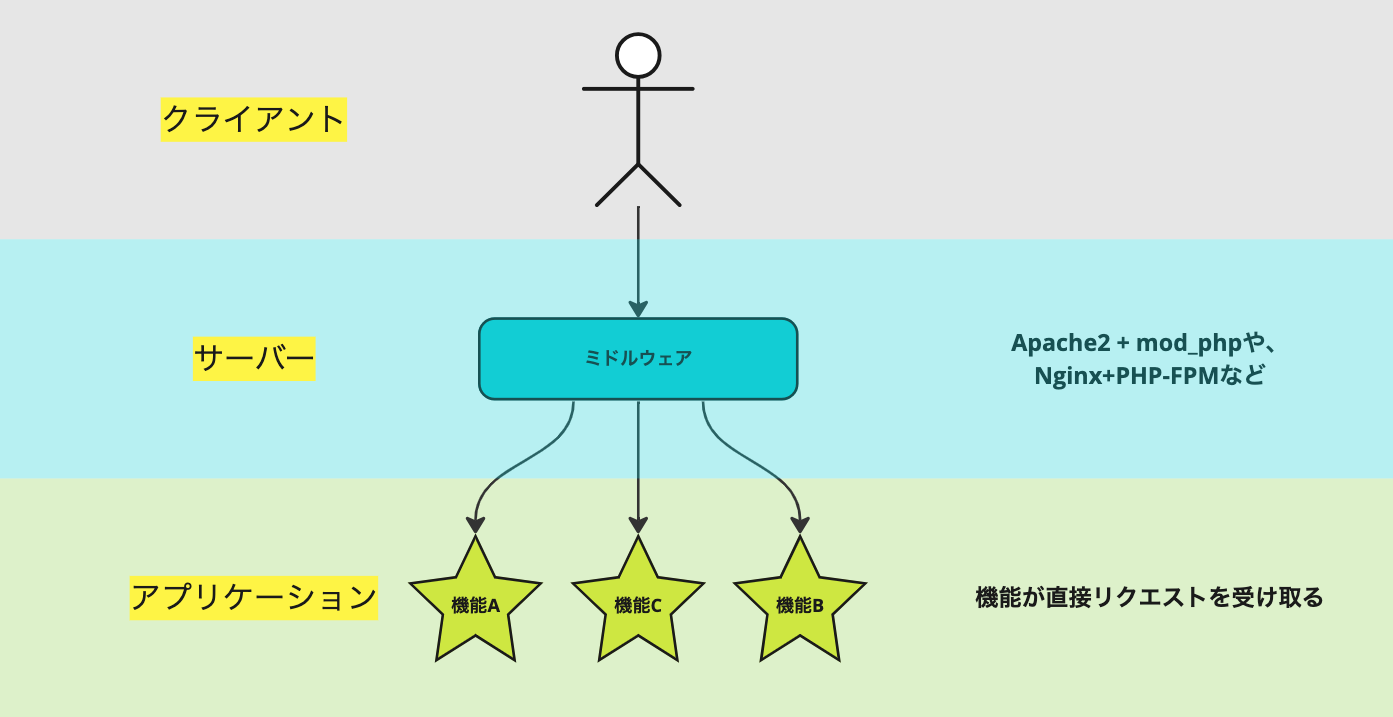 クライアント
サーバー
ミドルウェア
Apache2 + mod_phpや、
Nginx+PHP-FPMなど
アプリケーション
機能A
機能C
機能B
機能が直接リクエストを受け取る